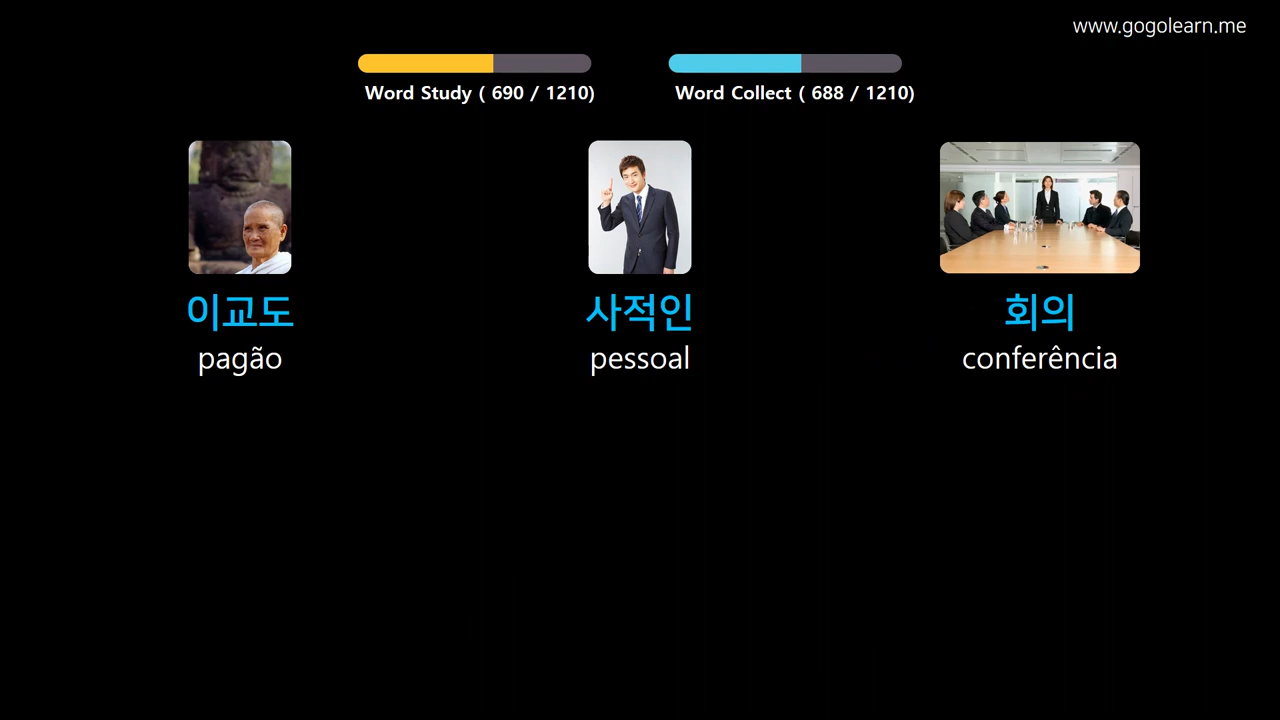 www.gogolearn.me
Word Study ( 690 / 1210)
Word Collect ( 688 / 1210)
이교도
pagão
사적인
pessoal
회의
conferência